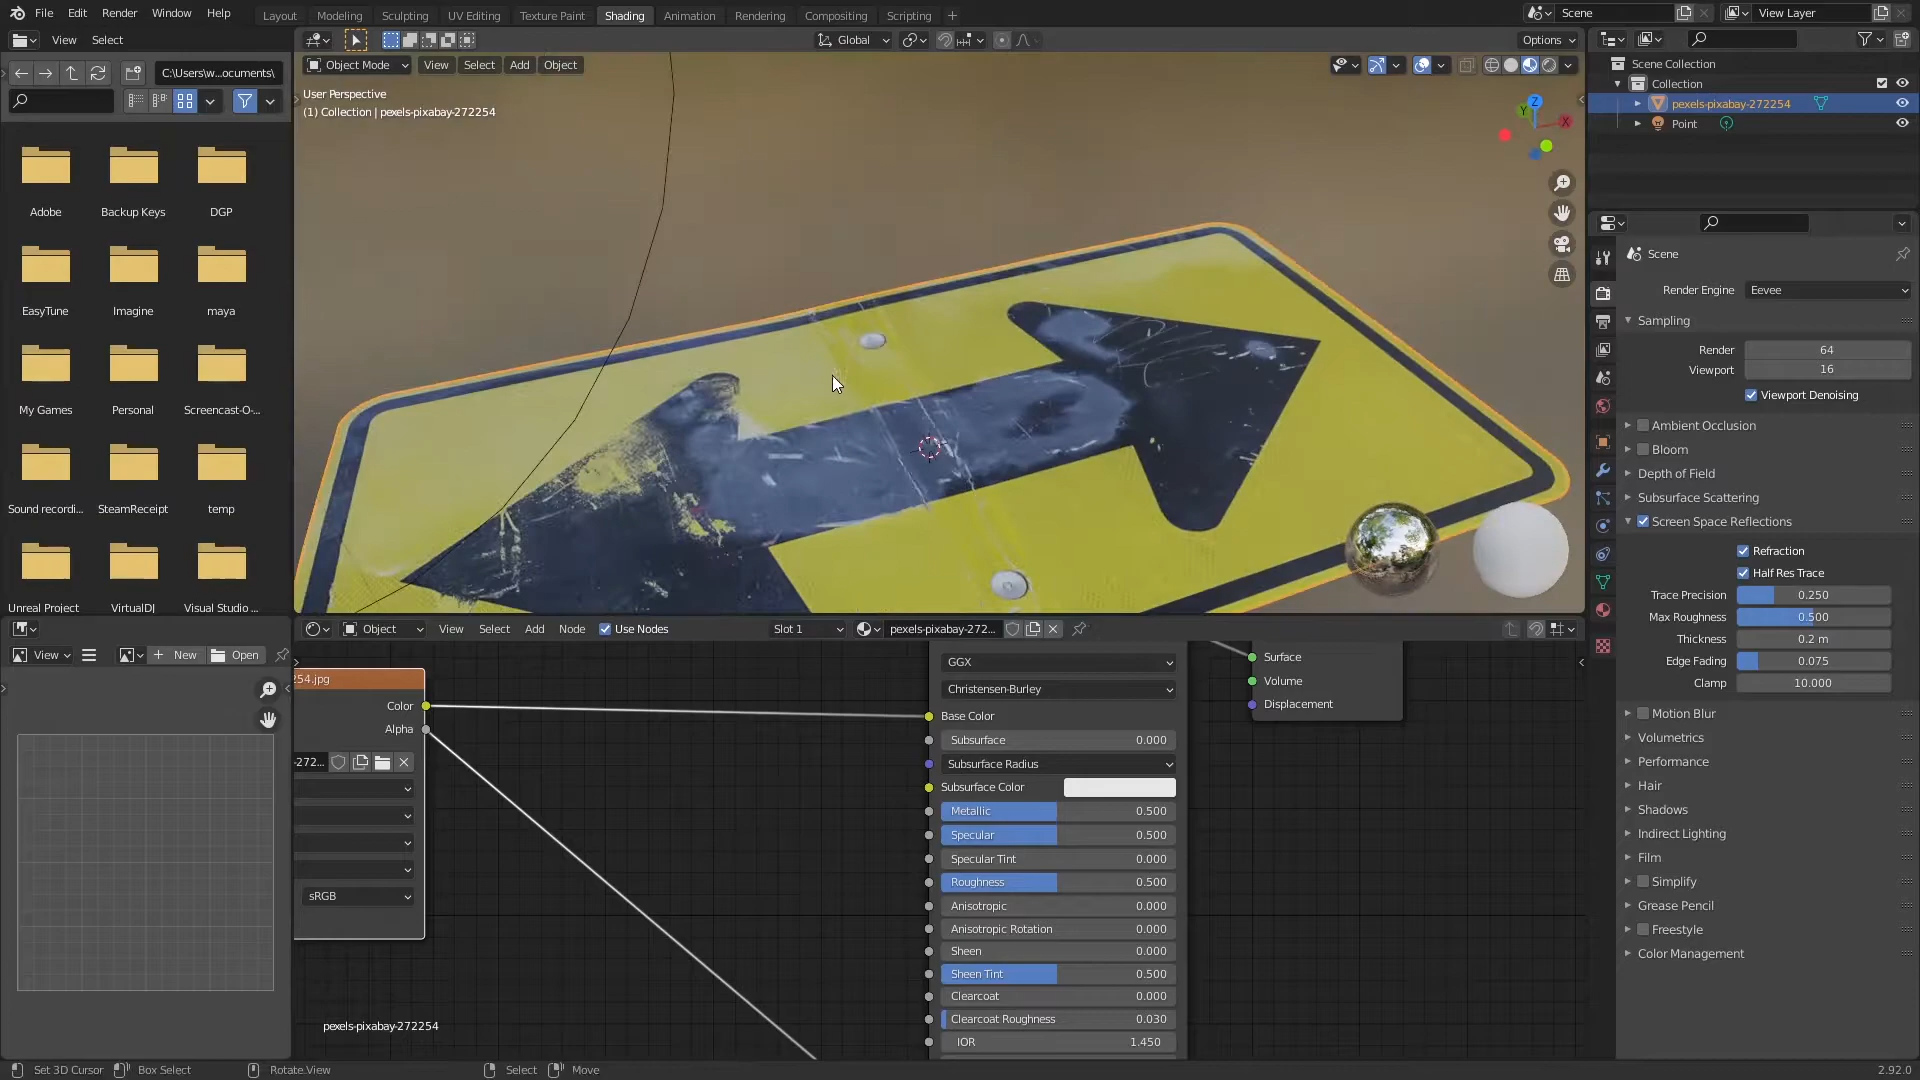 File Edit Render Window Help
Layout Modeling Sculpting UV Editing Texture Paint Shading Animation Rendering Compositing Scripting +
Scene View Layer
View Select
C:\Users\w...ocuments\
Adobe Backup Keys DGP
EasyTune Imagine maya
My Games Personal Screencast-O-...
Sound recordi... SteamReceipt temp
Unreal Project VirtualDJ Visual Studio ...
Global Options
Object Mode View Select Add Object
User Perspective
(1) Collection | pexels-pixabay-272254
Z
Y
X
Scene Collection
Collection
pexels-pixabay-272254
Point
Scene
Render Engine Eevee
Sampling
Render 64
Viewport 16
Viewport Denoising
Ambient Occlusion
Bloom
Depth of Field
Subsurface Scattering
Screen Space Reflections
Refraction
Half Res Trace
Trace Precision 0.250
Max Roughness 0.500
Thickness 0.2 m
Edge Fading 0.075
Clamp 10.000
Motion Blur
Volumetrics
Performance
Hair
Shadows
Indirect Lighting
Film
Simplify
Grease Pencil
Freestyle
Color Management
View + New Open
Object View Select Add Node Use Nodes Slot 1 pexels-pixabay-272...
254.jpg
Color
Alpha
-272...
sRGB
pexels-pixabay-272254
GGX
Christensen-Burley
Base Color
Subsurface 0.000
Subsurface Radius
Subsurface Color
Metallic 0.500
Specular 0.500
Specular Tint 0.000
Roughness 0.500
Anisotropic 0.000
Anisotropic Rotation 0.000
Sheen 0.000
Sheen Tint 0.500
Clearcoat 0.000
Clearcoat Roughness 0.030
IOR 1.450
Surface
Volume
Displacement
Set 3D Cursor Box Select Rotate View Select Move 2.92.0